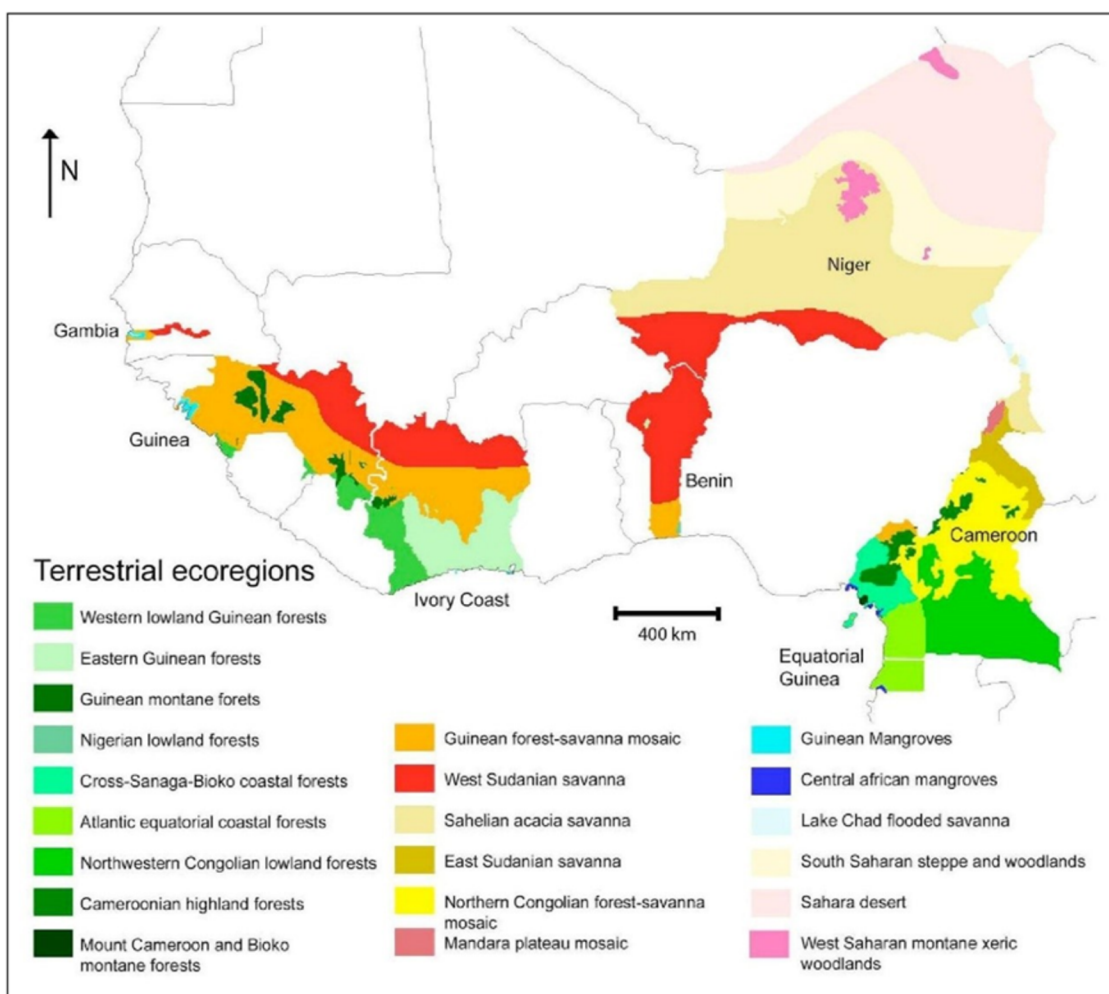 N
Niger
Gambia
Guinea
Benin
Cameroon
Ivory Coast
400 km
Equatorial
Guinea
Terrestrial ecoregions
Western lowland Guinean forests
Eastern Guinean forests
Guinean montane forets
Nigerian lowland forests
Cross-Sanaga-Bioko coastal forests
Atlantic equatorial coastal forests
Northwestern Congolian lowland forests
Cameroonian highland forests
Mount Cameroon and Bioko
montane forests
Guinean forest-savanna mosaic
West Sudanian savanna
Sahelian acacia savanna
East Sudanian savanna
Northern Congolian forest-savanna
mosaic
Mandara plateau mosaic
Guinean Mangroves
Central african mangroves
Lake Chad flooded savanna
South Saharan steppe and woodlands
Sahara desert
West Saharan montane xeric
woodlands